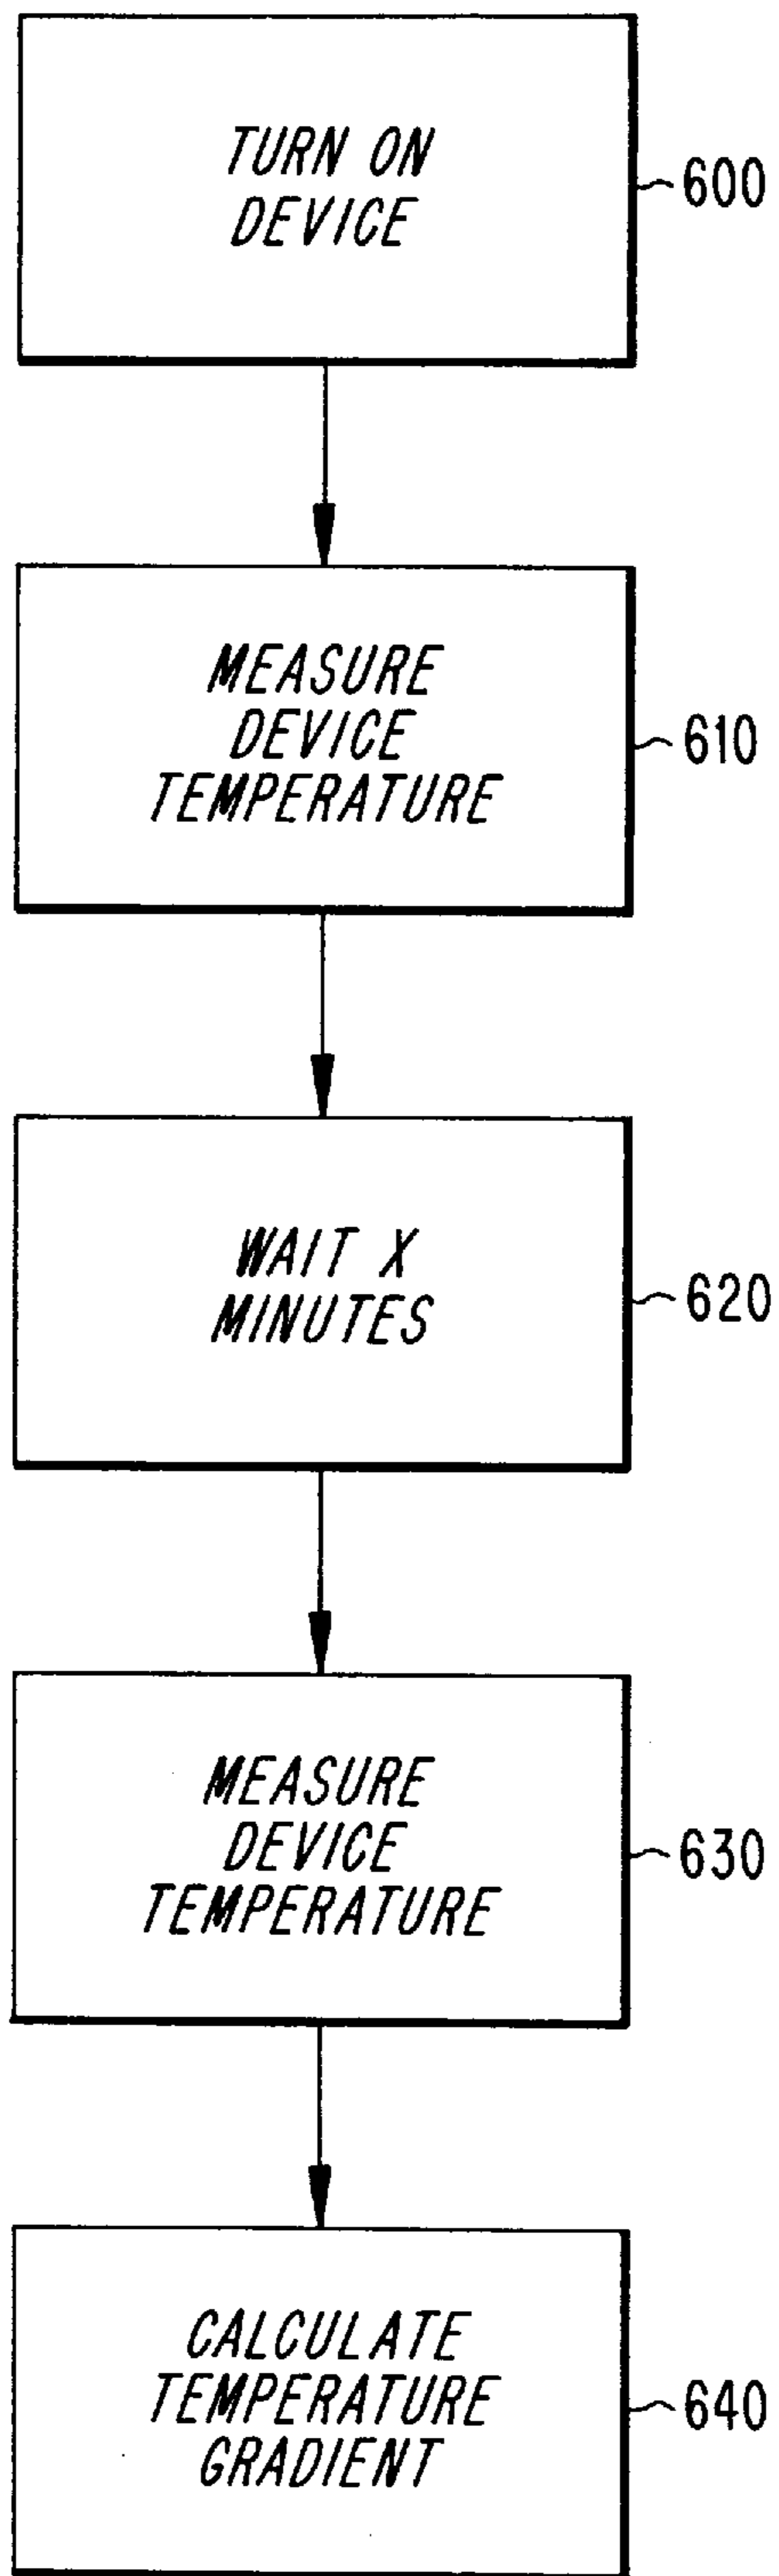 TURN ON
DEVICE
600
MEASURE
DEVICE
TEMPERATURE
610
WAIT X
MINUTES
620
MEASURE
DEVICE
TEMPERATURE
630
CALCULATE
TEMPERATURE
GRADIENT
640